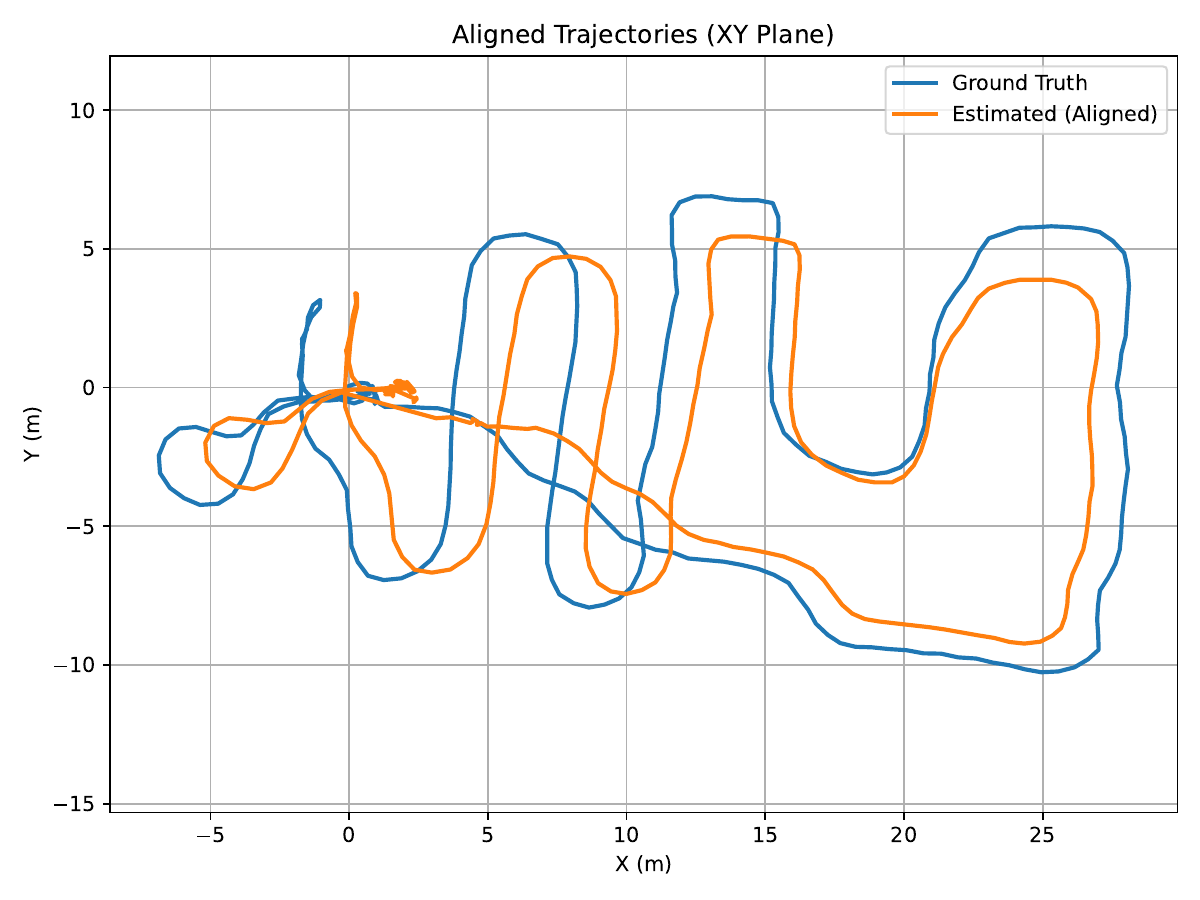 Aligned Trajectories (XY Plane)
Ground Truth
Estimated (Aligned)
10
5
0
−5
−10
−15
Y (m)
−5 0 5 10 15 20 25
X (m)